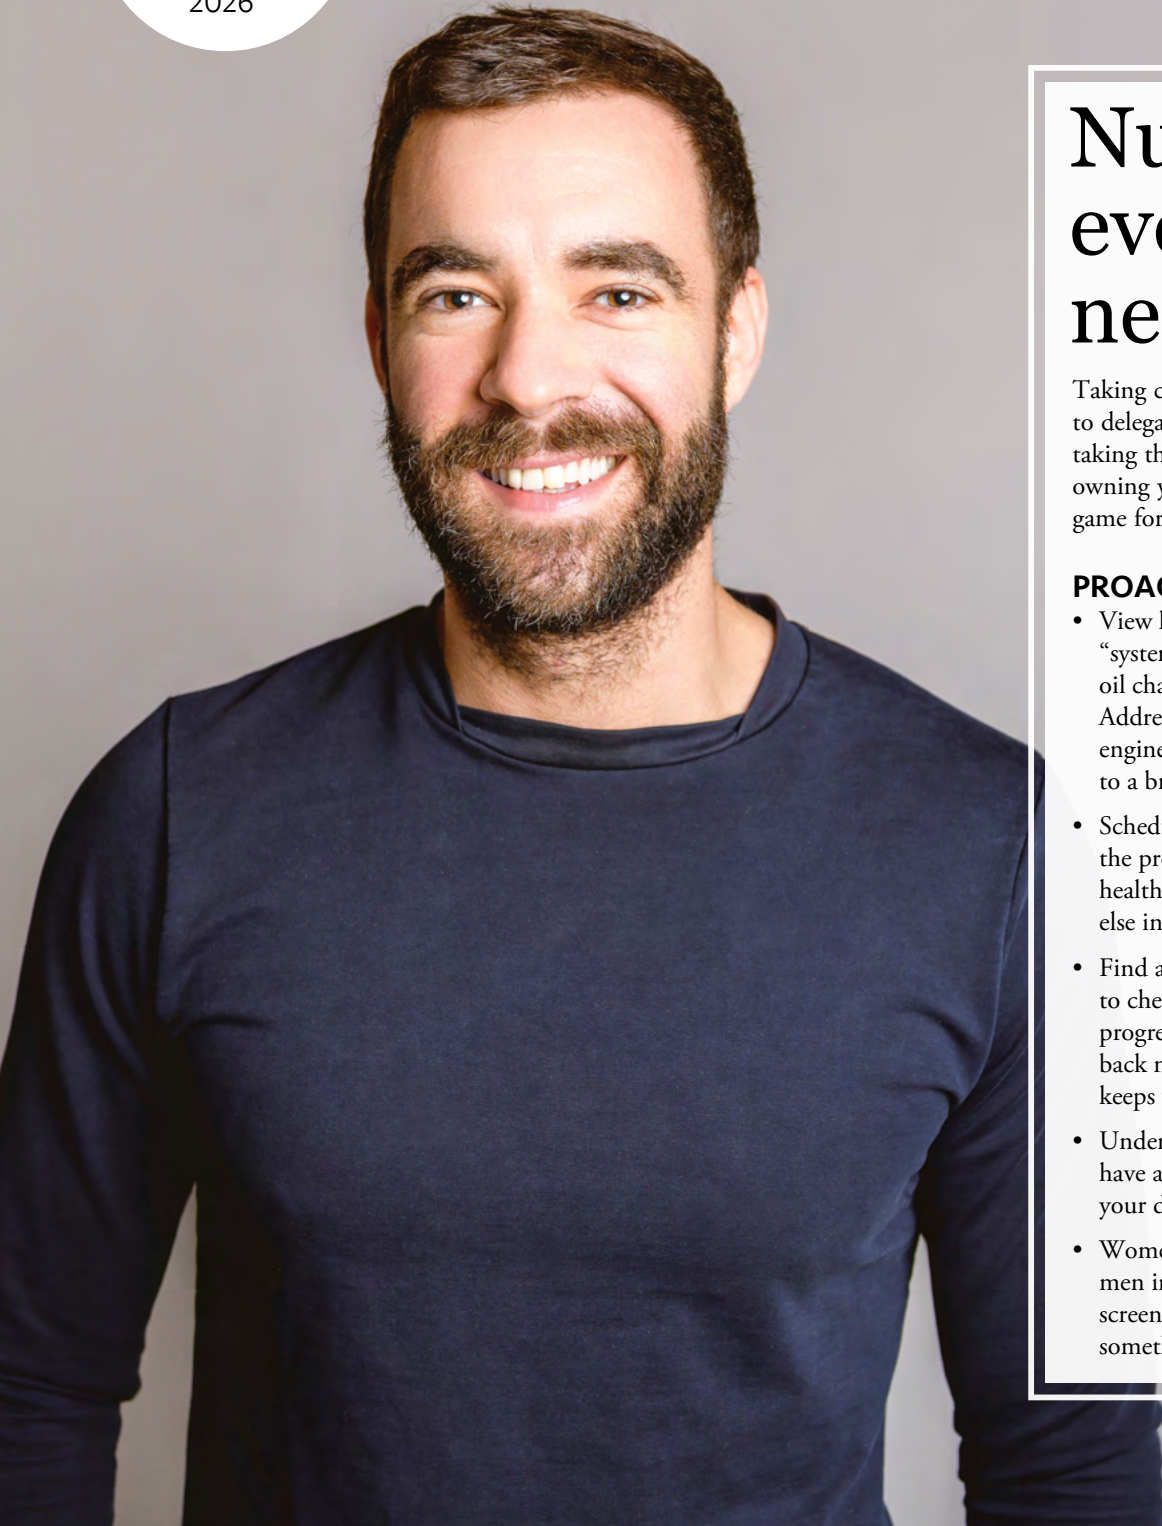 2026
Nu
eve
ne
Taking c
to delega
taking th
owning y
game for
PROAC
• View
“syster
oil cha
Addre
engine
to a br
• Sched
the pro
health
else in
• Find a
to che
progre
back
keeps
• Under
have a
your d
• Wome
men in
screen
somet